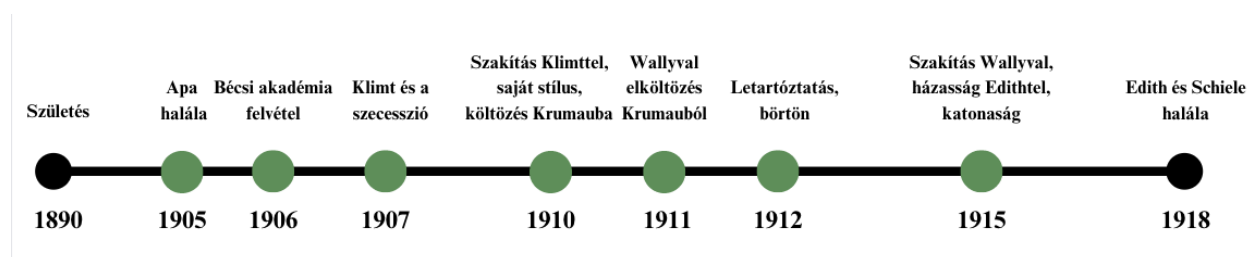 Születés
1890
Apa
halála
1905
Bécsi akadémia
felvétel
1906
Klimt és a
szecesszió
1907
Szakítás Klimttel,
saját stílus,
költözés Krumauba
1910
Wallyval
elköltözés
Krumauból
1911
Letartóztatás,
börtön
1912
Szakítás Wallyval,
házasság Edithtel,
katonaság
1915
Edith és Schiele
halála
1918